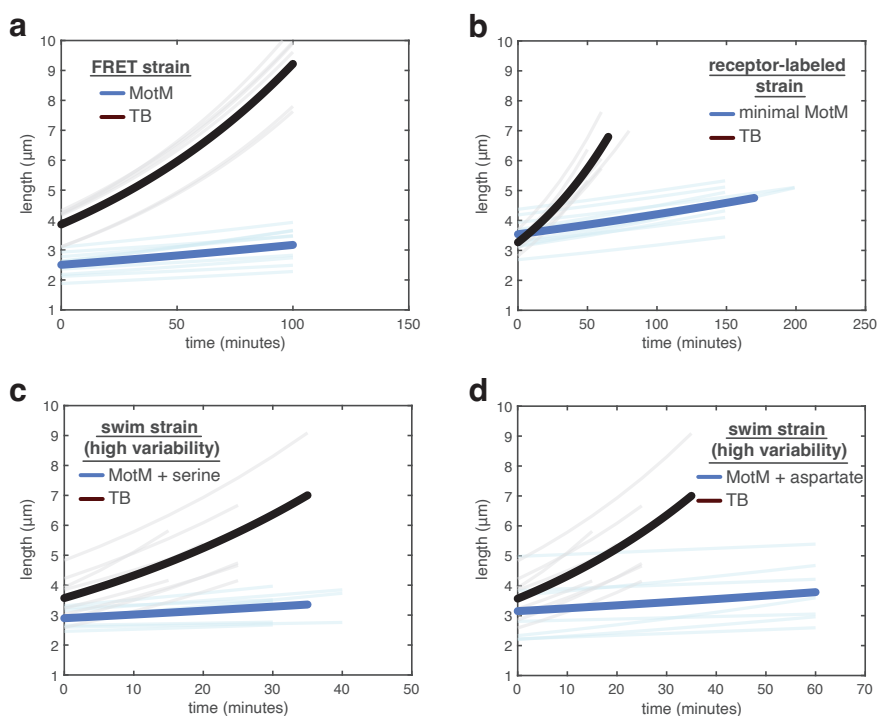 a
FRET strain
MotM
TB
10
9
8
7
6
5
4
3
2
1
length (µm)
0
50
100
150
time (minutes)
b
receptor-labeled
strain
minimal MotM
TB
10
9
8
7
6
5
4
3
2
1
length (µm)
0
50
100
150
200
250
time (minutes)
c
swim strain
(high variability)
MotM + serine
TB
10
9
8
7
6
5
4
3
2
1
length (µm)
0
10
20
30
40
50
time (minutes)
d
swim strain
(high variability)
MotM + aspartate
TB
10
9
8
7
6
5
4
3
2
1
length (µm)
0
10
20
30
40
50
60
70
time (minutes)